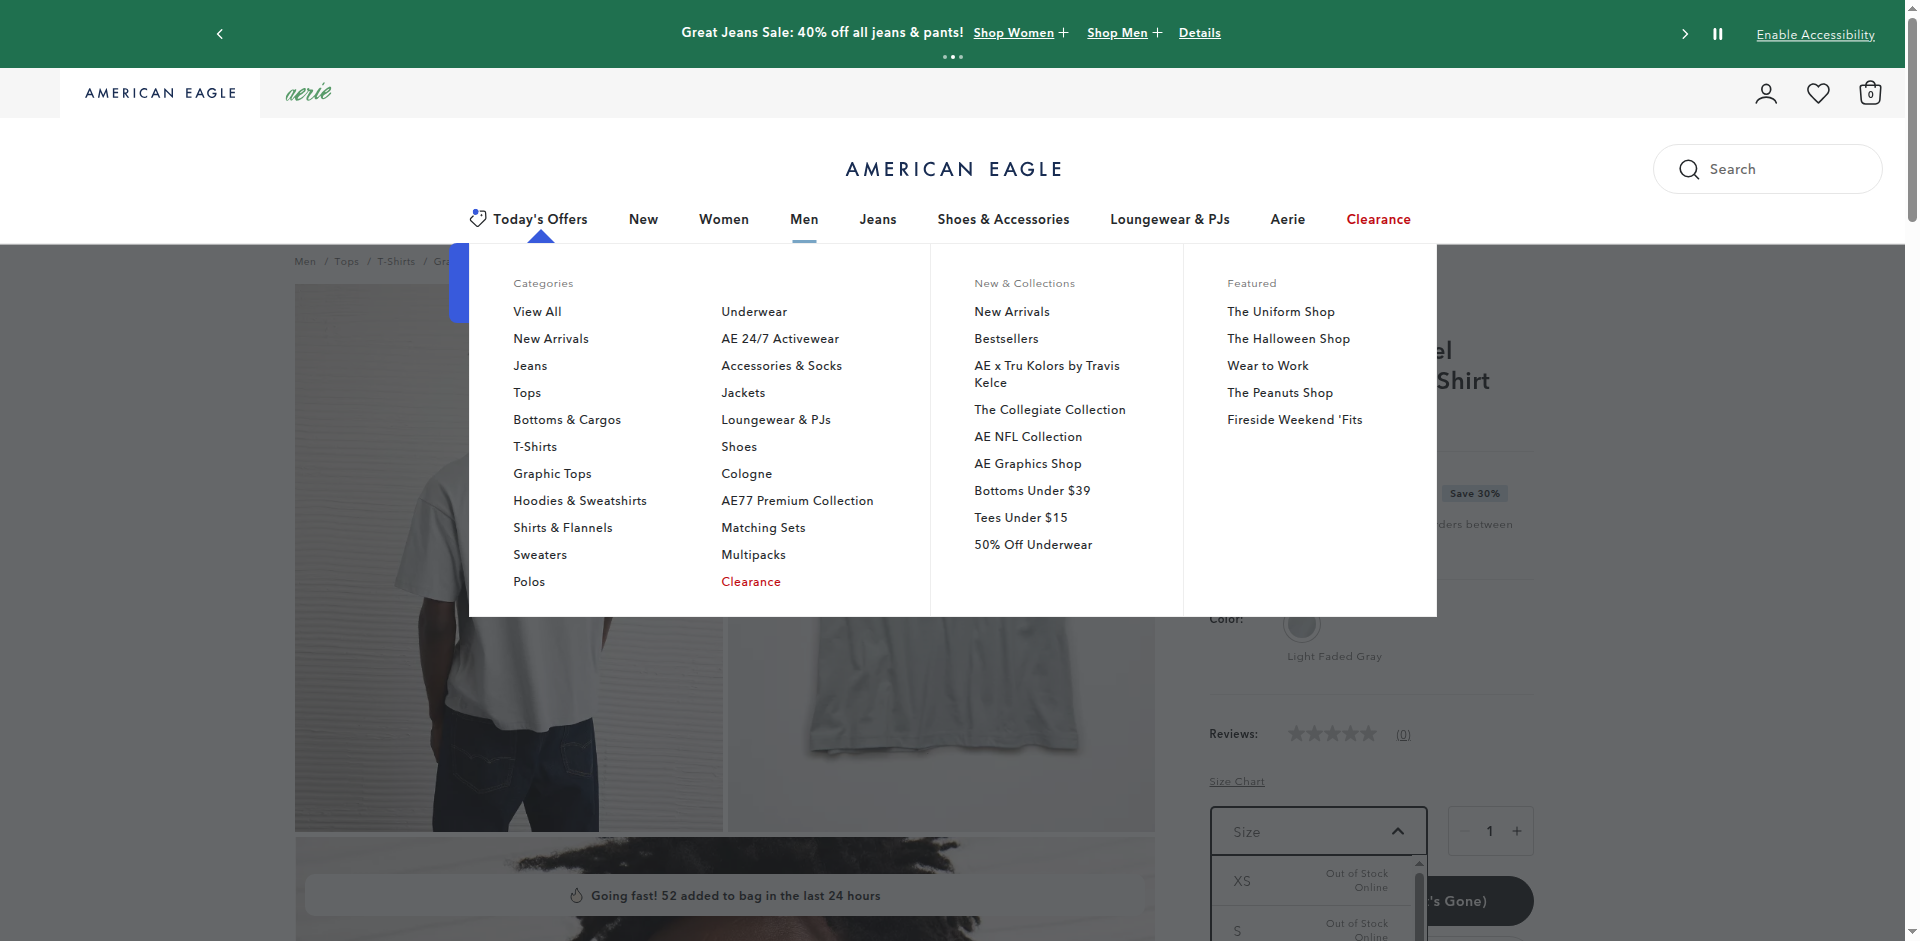 Great Jeans Sale: 40% off all jeans & pants! Shop Women + Shop Men + Details
Enable Accessibility
AMERICAN EAGLE
aerie
0
AMERICAN EAGLE
Search
Today's Offers
New
Women
Men
Jeans
Shoes & Accessories
Loungewear & PJs
Aerie
Clearance
Men / Tops / T-Shirts /
Categories
View All
New Arrivals
Jeans
Tops
Bottoms & Cargos
T-Shirts
Graphic Tops
Hoodies & Sweatshirts
Shirts & Flannels
Sweaters
Polos
Underwear
AE 24/7 Activewear
Accessories & Socks
Jackets
Loungewear & PJs
Shoes
Cologne
AE77 Premium Collection
Matching Sets
Multipacks
Clearance
New & Collections
New Arrivals
Bestsellers
AE x Tru Kolors by Travis
Kelce
The Collegiate Collection
AE NFL Collection
AE Graphics Shop
Bottoms Under $39
Tees Under $15
50% Off Underwear
Featured
The Uniform Shop
The Halloween Shop
Wear to Work
The Peanuts Shop
Fireside Weekend 'Fits
Shirt
Save 30%
between
Color:
Light Faded Gray
Reviews:
(0)
Size Chart
Size
- 1 +
XS
Out of Stock
Online
S
Out of Stock
Online
's Gone)
Going fast! 52 added to bag in the last 24 hours